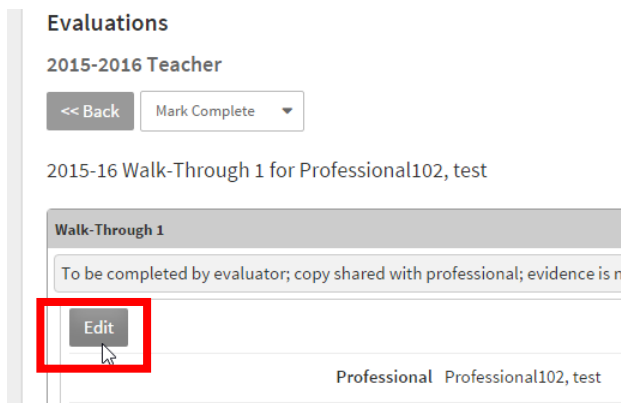 Evaluations
2015-2016 Teacher
<< Back Mark Complete
2015-16 Walk-Through 1 for Professional102, test
Walk-Through 1
To be completed by evaluator; copy shared with professional; evidence is
Edit
Professional Professional102, test